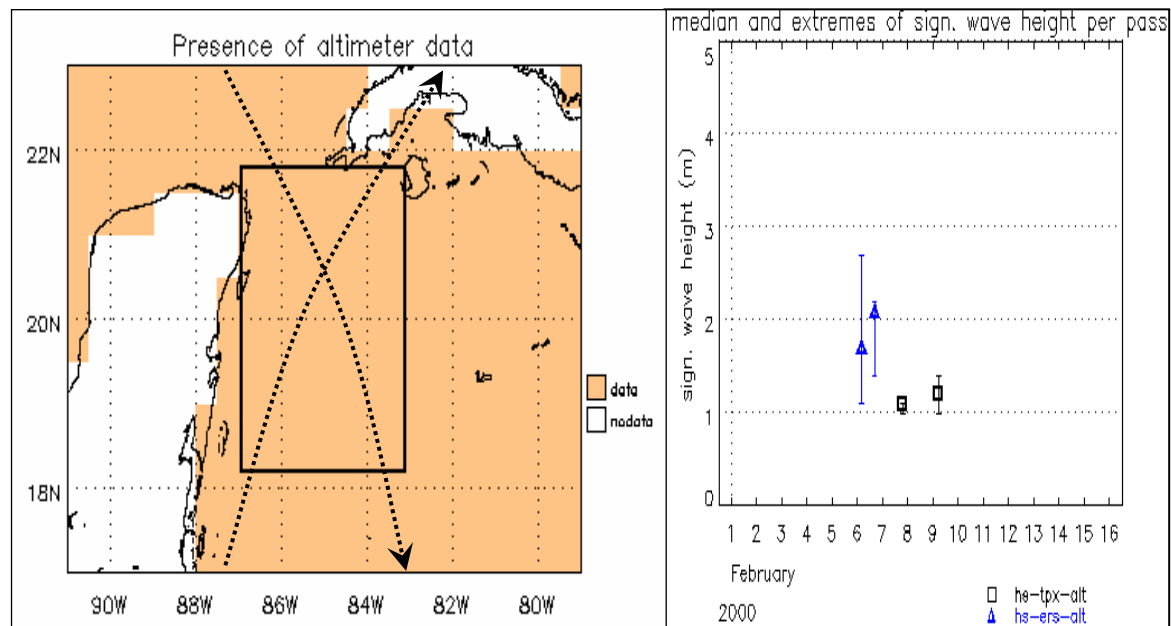 Presence of altimeter data
22N
20N
18N
90W 88W 86W 84W 82W 80W
data
nodata
median and extremes of sign. wave height per pass
sign. wave height (m)
5
4
3
2
1
0
1 2 3 4 5 6 7 8 9 10 11 12 13 14 15 16
February
2000
hs-tpx-alt
hs-ers-alt